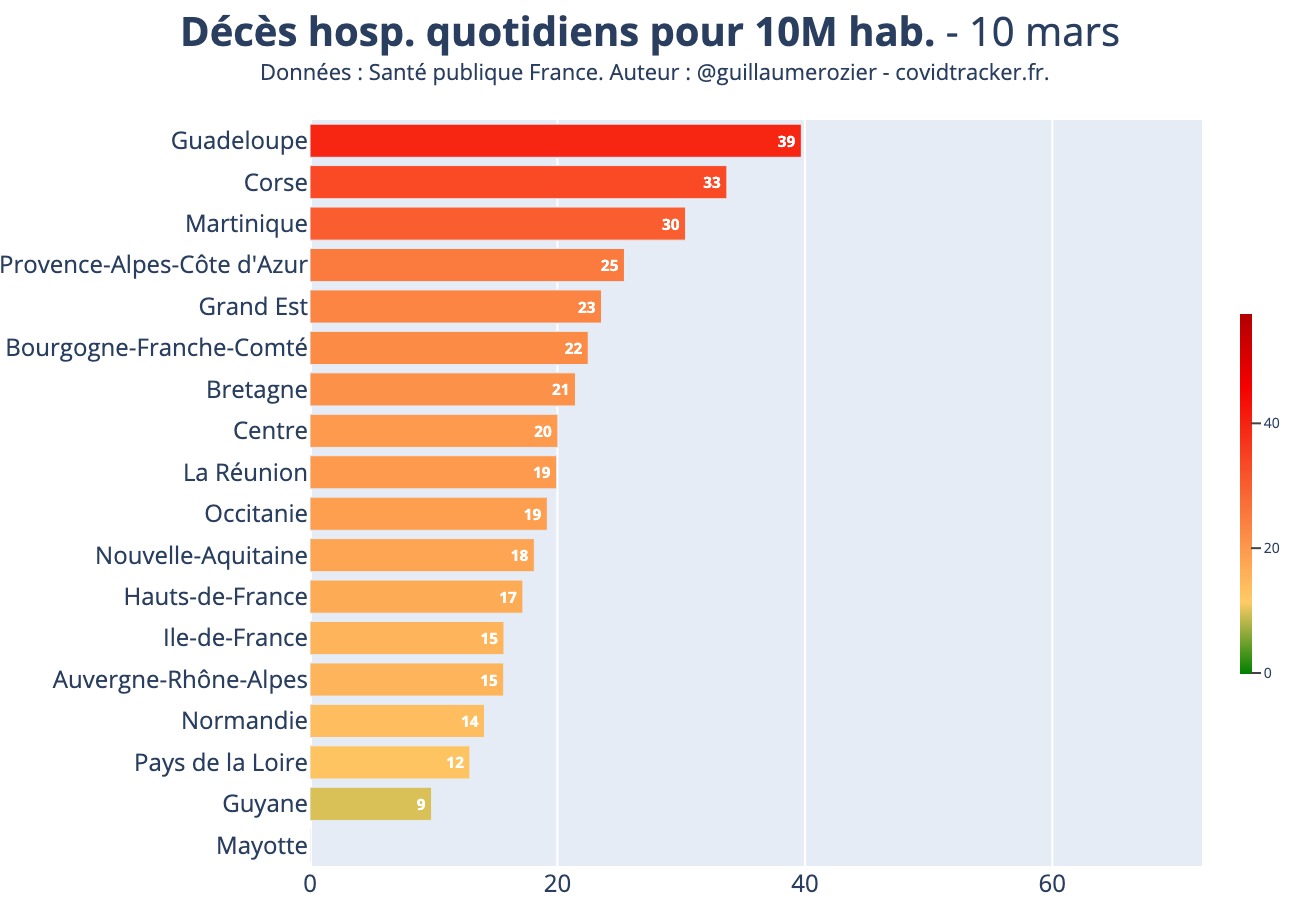 Décès hosp. quotidiens pour 10M hab. - 10 mars
Données : Santé publique France. Auteur : @guillaumerozier - covidtracker.fr.
Guadeloupe 39
Corse 33
Martinique 30
Provence-Alpes-Côte d'Azur 25
Grand Est 23
Bourgogne-Franche-Comté 22
Bretagne 21
Centre 20
La Réunion 19
Occitanie 19
Nouvelle-Aquitaine 18
Hauts-de-France 17
Ile-de-France 15
Auvergne-Rhône-Alpes 15
Normandie 14
Pays de la Loire 12
Guyane 9
Mayotte
0 20 40 60
40
20
0